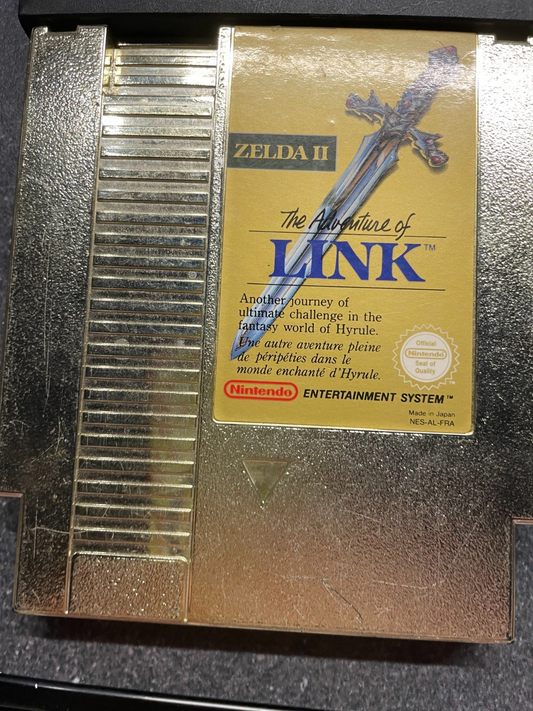 ZELDA II
The Adventure of
LINK™
Another journey of
ultimate challenge in the
fantasy world of Hyrule.
Une autre aventure pleine
de péripéties dans le
monde enchanté d'Hyrule.
Official
Nintendo
Seal of
Quality
Nintendo ENTERTAINMENT SYSTEM™
Made in Japan
NES-AL-FRA